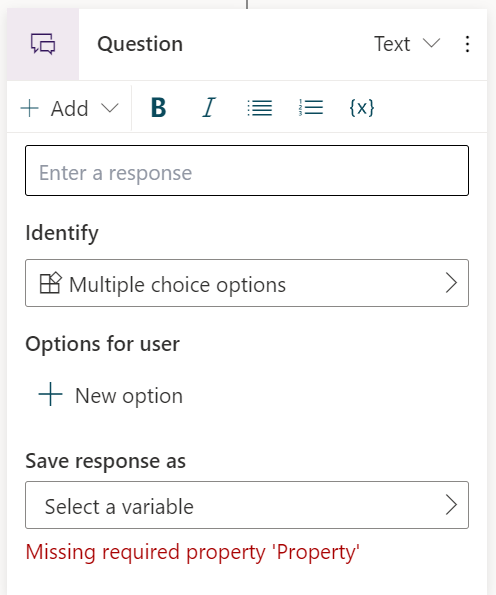 Question Text
Add B I {x}
Enter a response
Identify
Multiple choice options
Options for user
New option
Save response as
Select a variable
Missing required property 'Property'